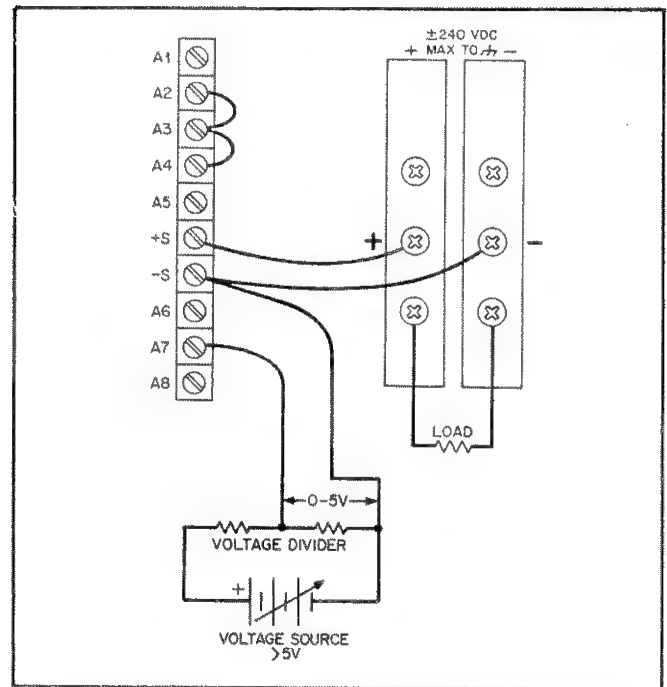 ±240 VDC
+ MAX TO ⏚ −
A1
A2
A3
A4
A5
+S
−S
A6
A7
A8
+
−
LOAD
0-5V
VOLTAGE DIVIDER
+
VOLTAGE SOURCE
>5V